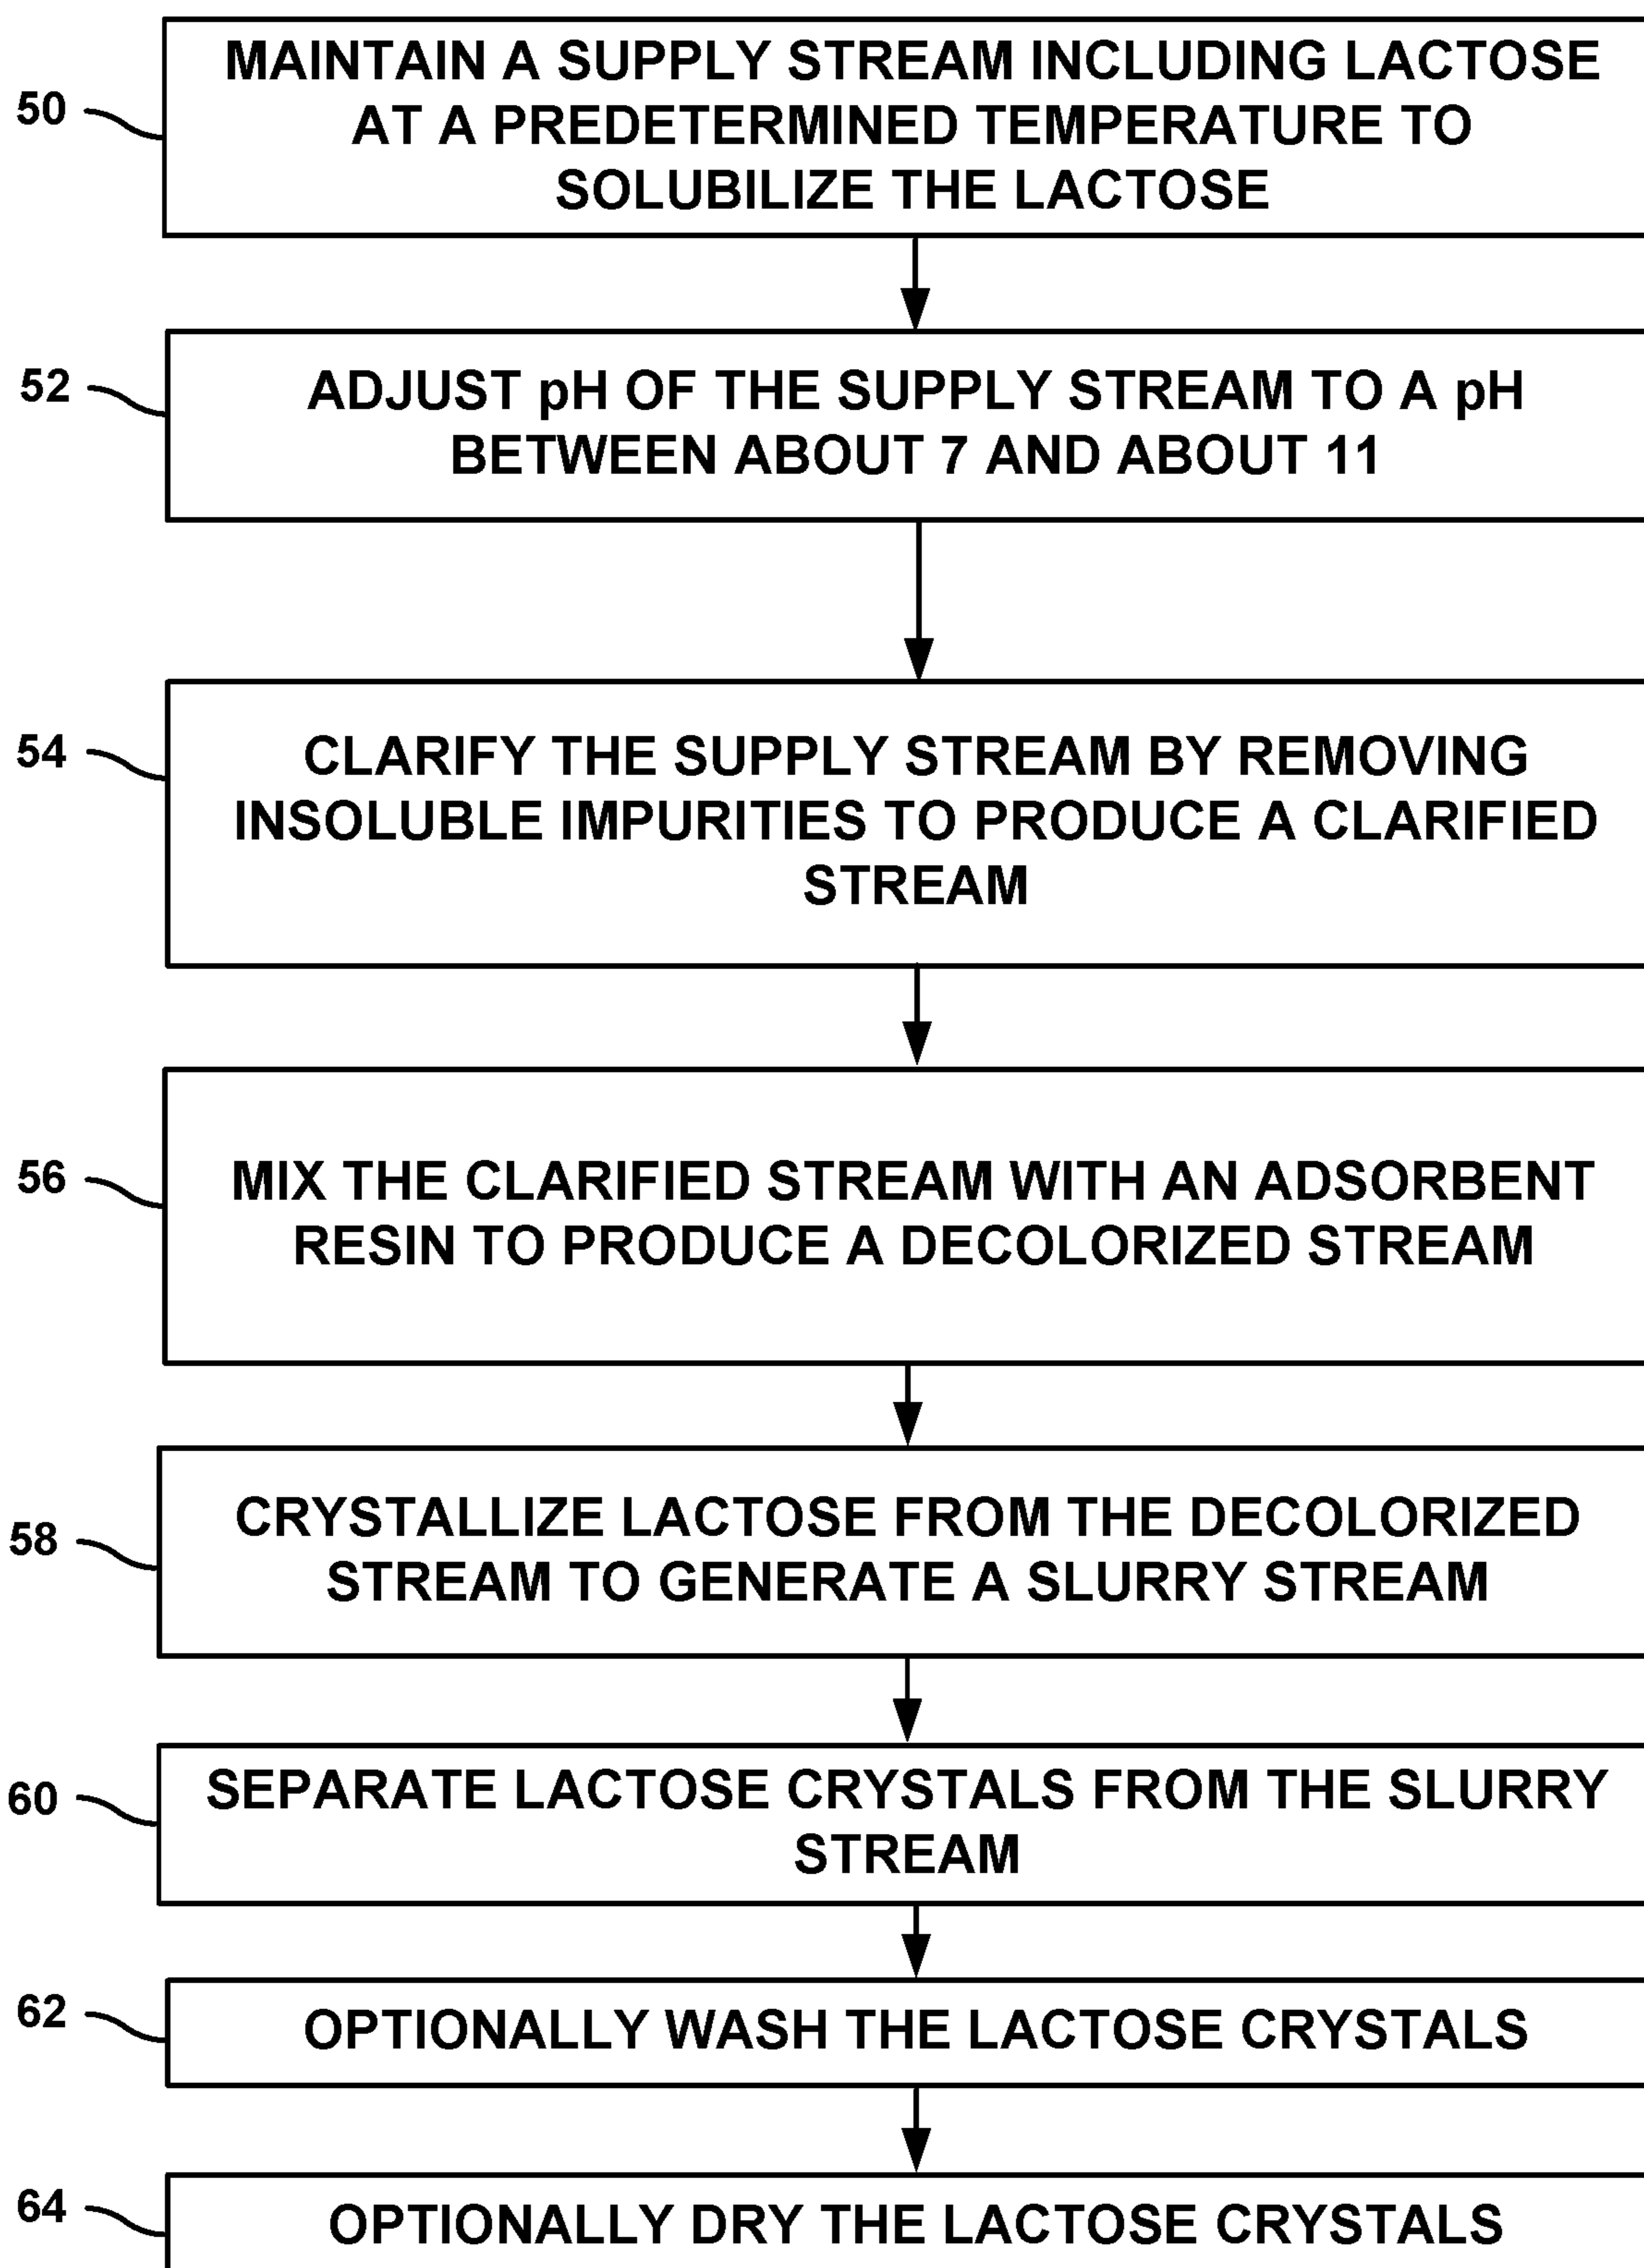 50
MAINTAIN A SUPPLY STREAM INCLUDING LACTOSE
AT A PREDETERMINED TEMPERATURE TO
SOLUBILIZE THE LACTOSE
52
ADJUST pH OF THE SUPPLY STREAM TO A pH
BETWEEN ABOUT 7 AND ABOUT 11
54
CLARIFY THE SUPPLY STREAM BY REMOVING
INSOLUBLE IMPURITIES TO PRODUCE A CLARIFIED
STREAM
56
MIX THE CLARIFIED STREAM WITH AN ADSORBENT
RESIN TO PRODUCE A DECOLORIZED STREAM
58
CRYSTALLIZE LACTOSE FROM THE DECOLORIZED
STREAM TO GENERATE A SLURRY STREAM
60
SEPARATE LACTOSE CRYSTALS FROM THE SLURRY
STREAM
62
OPTIONALLY WASH THE LACTOSE CRYSTALS
64
OPTIONALLY DRY THE LACTOSE CRYSTALS